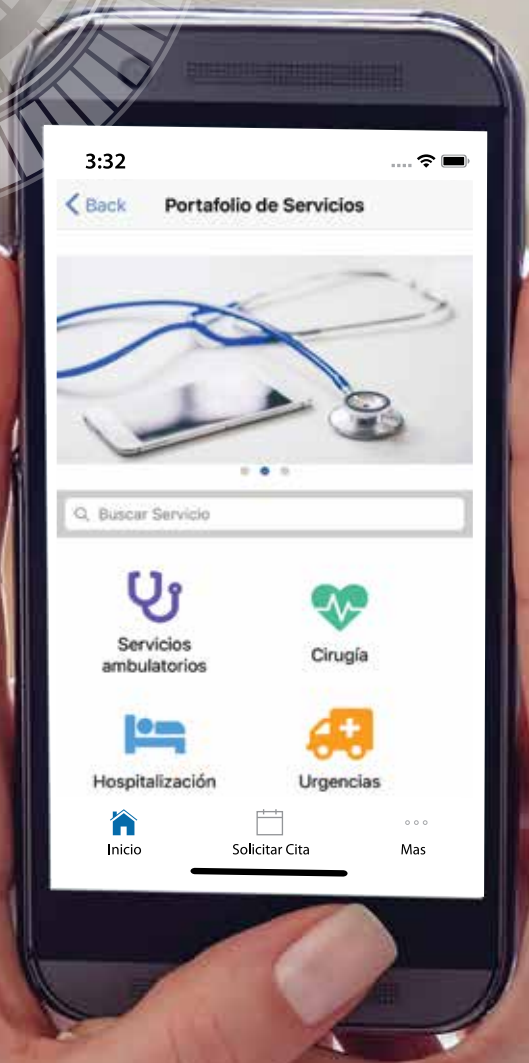 3:32
Back Portafolio de Servicios
Buscar Servicio
Servicios
ambulatorios
Cirugía
Hospitalización Urgencias
Inicio Solicitar Cita Mas